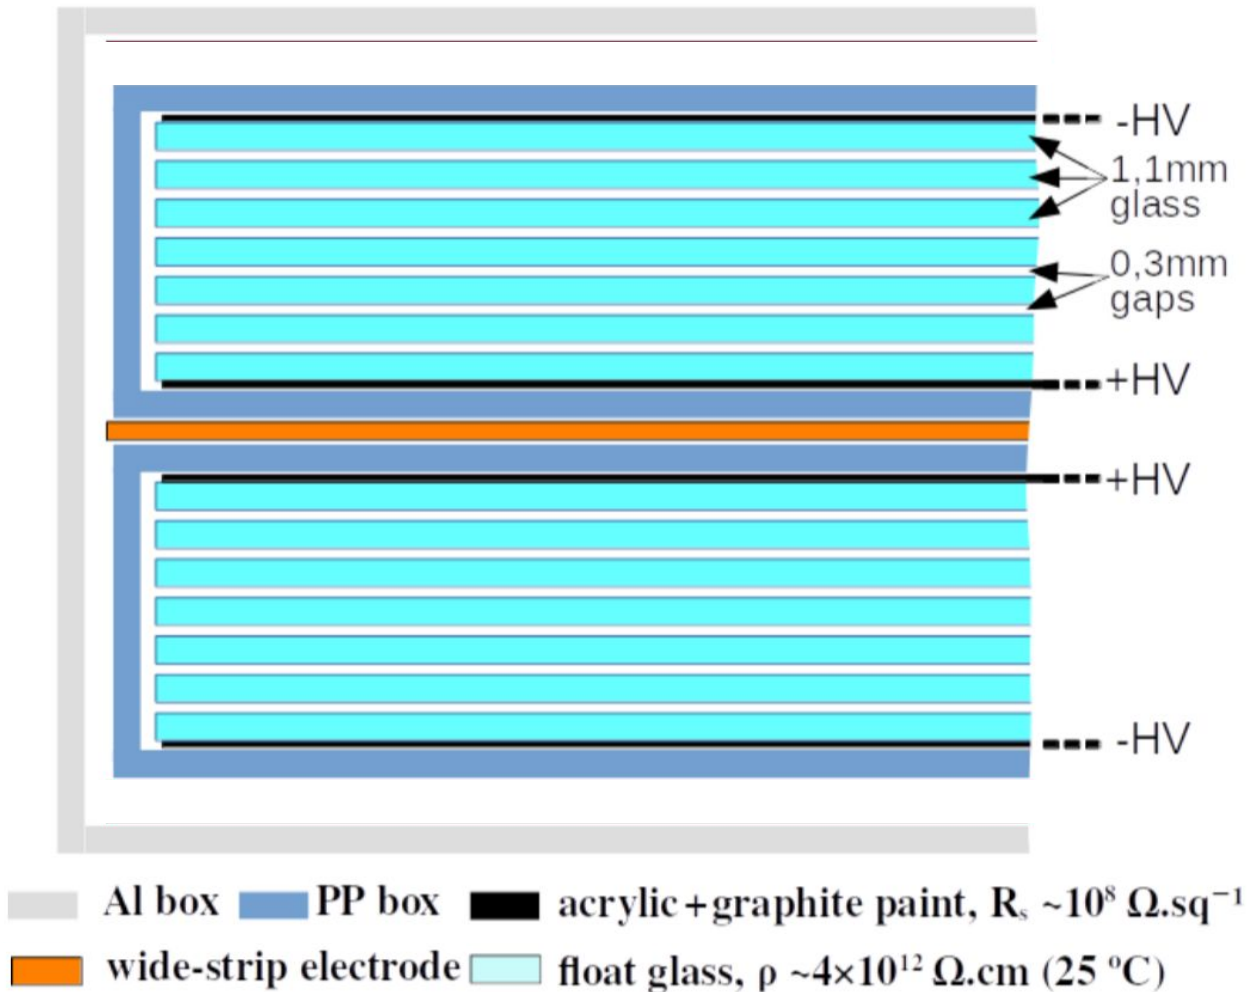 -HV
1,1mm
glass
0,3mm
gaps
+HV
+HV
-HV
Al box PP box acrylic+graphite paint, Rₛ ~10⁸ Ω.sq⁻¹
wide-strip electrode float glass, ρ ~4×10¹² Ω.cm (25 ºC)